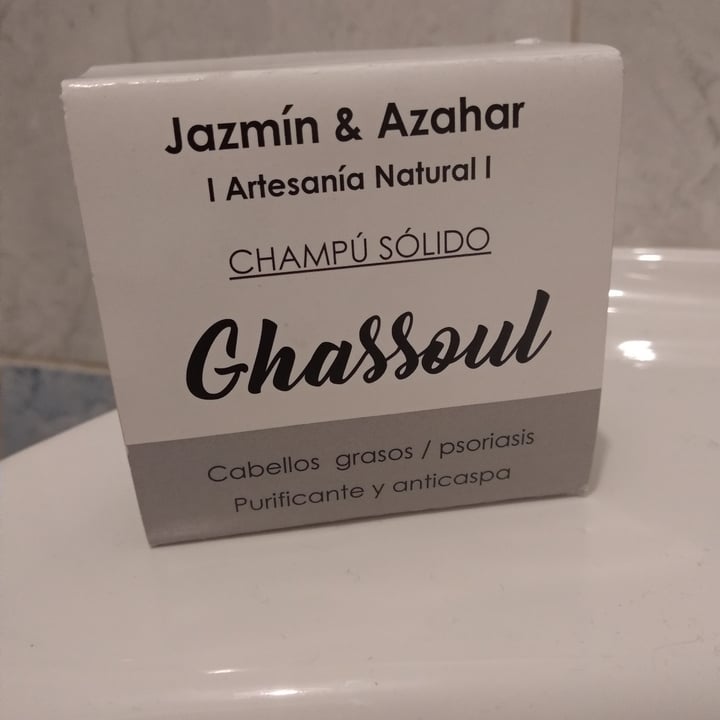 Jazmín & Azahar
| Artesanía Natural |
CHAMPÚ SÓLIDO
Ghassoul
Cabellos grasos / psoriasis
Purificante y anticaspa